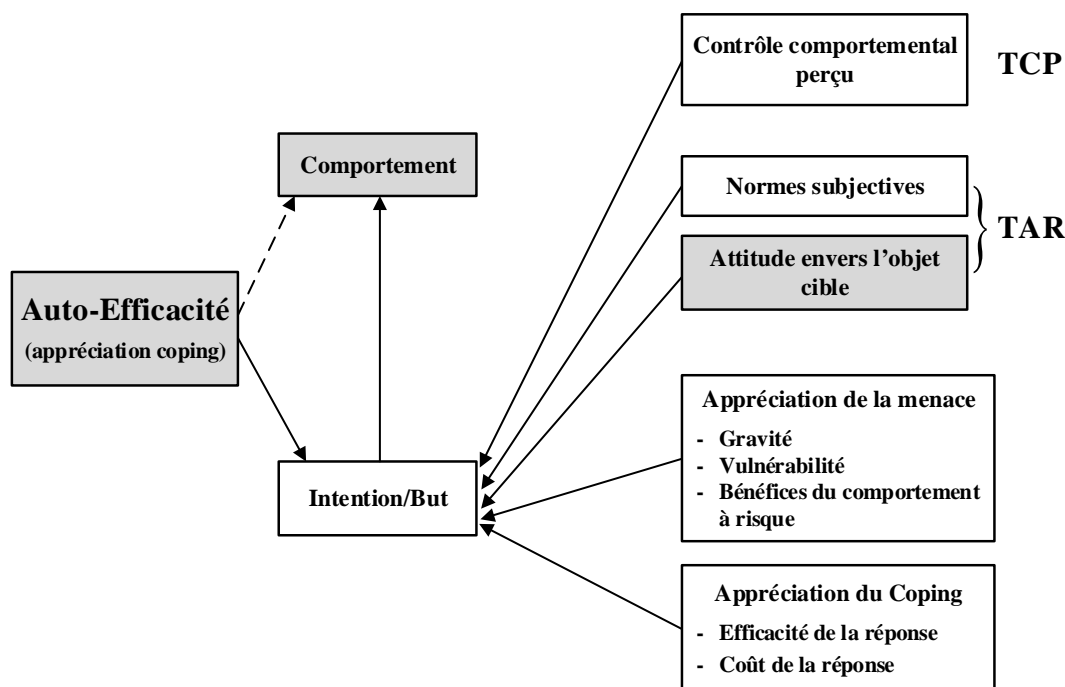 Contrôle comportemental
perçu
TCP
Comportement
Normes subjectives
TAR
Attitude envers l’objet
cible
Auto-Efficacité
(appréciation coping)
Appréciation de la menace
- Gravité
- Vulnérabilité
- Bénéfices du comportement
à risque
Intention/But
Appréciation du Coping
- Efficacité de la réponse
- Coût de la réponse